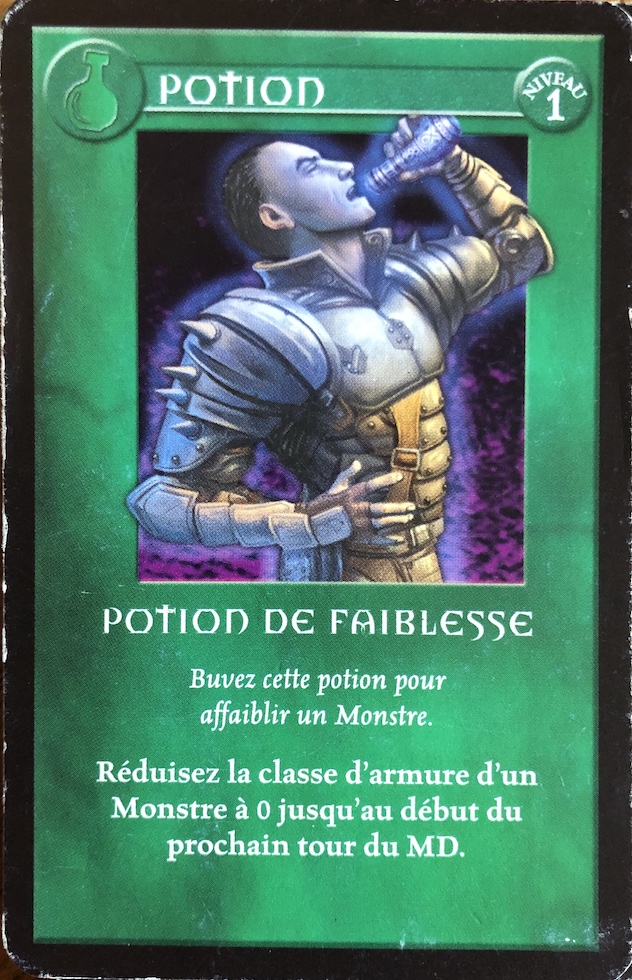 POTION
NIVEAU
1
POTION DE FAIBLESSE
Buvez cette potion pour
affaiblir un Monstre.
Réduisez la classe d'armure d'un
Monstre à 0 jusqu'au début du
prochain tour du MD.